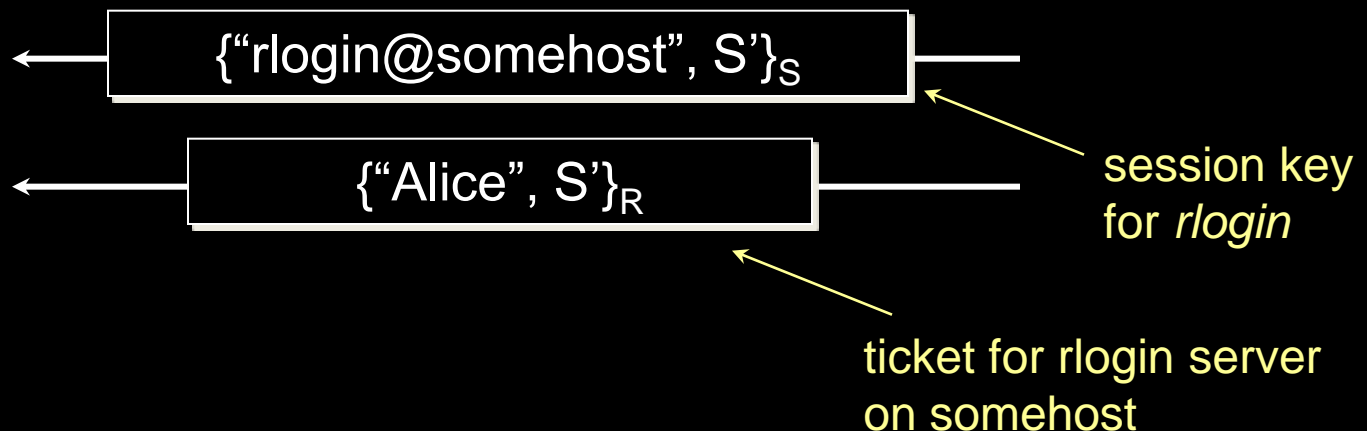 {“rlogin@somehost”, S’}S
{“Alice”, S’}R
session key
for rlogin
ticket for rlogin server
on somehost